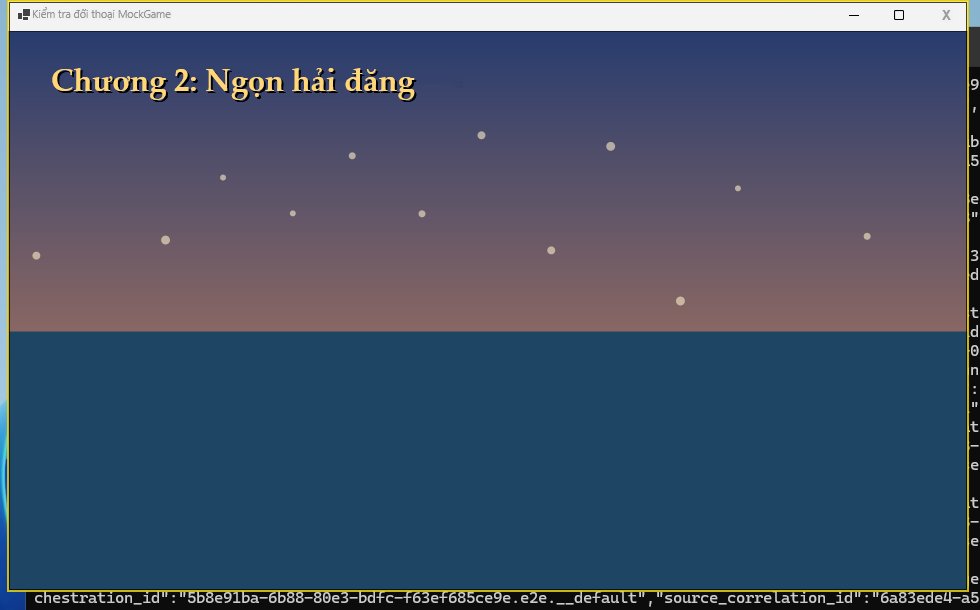 Kiểm tra đối thoại MockGame
Chương 2: Ngọn hải đăng
chestration_id":"5b8e91ba-6b88-80e3-bdfc-f63ef685ce9e.e2e.__default","source_correlation_id":"6a83ede4-a6